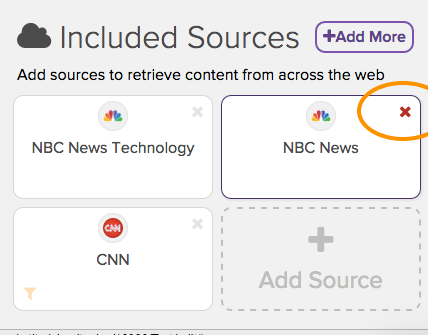 Included Sources
+Add More
Add sources to retrieve content from across the web
NBC News Technology
NBC News
CNN
CNN
Add Source